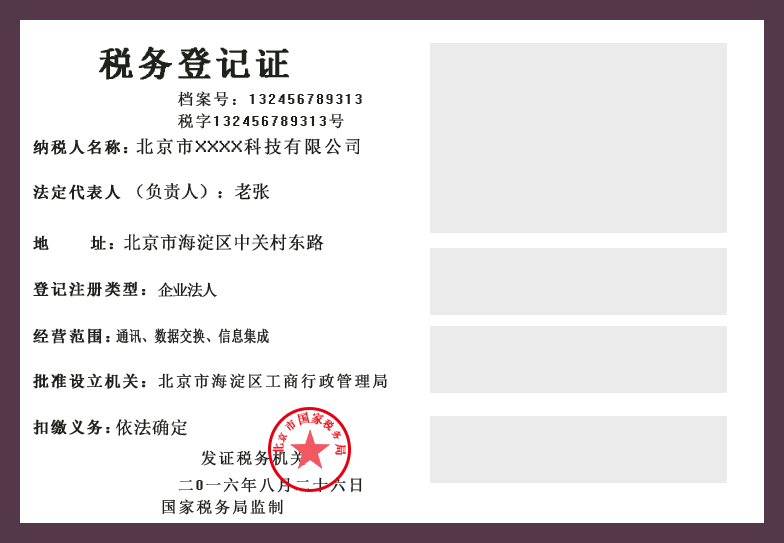 税务登记证
档案号：132456789313
税字132456789313号
纳税人名称：北京市XXXX科技有限公司
法定代表人（负责人）：老张
地 址：北京市海淀区中关村东路
登记注册类型：企业法人
经营范围：通讯、数据交换、信息集成
批准设立机关：北京市海淀区工商行政管理局
扣缴义务：依法确定
北京市国家税务局
发证税务机关
二0一六年八月二十六日
国家税务局监制